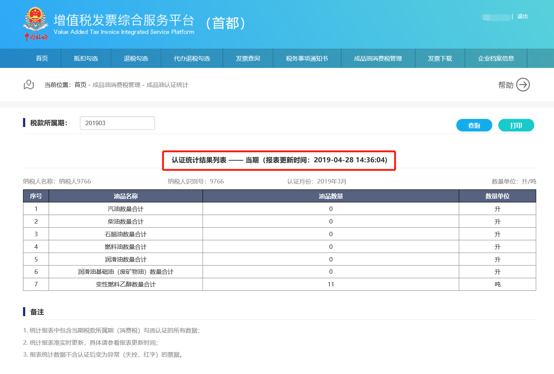 增值税发票综合服务平台 （首都）
Value Added Tax Invoice Integrated Service Platform
中国税务
| 退出
首页 抵扣勾选 退税勾选 代办退税勾选 发票查询 税务事项通知书 成品油消费税管理 发票下载 企业档案信息
当前位置：首页 - 成品油消费税管理 - 成品油认证统计
帮助
税款所属期： 201903 查询 打印
认证统计结果列表 —— 当期（报表更新时间：2019-04-28 14:36:04）
纳税人名称：纳税人9766 纳税人识别号：9766 认证月份：2019年3月 数量单位：升/吨
序号 油品名称 油品数量 数量单位
1 汽油数量合计 0 升
2 柴油数量合计 0 升
3 石脑油数量合计 0 升
4 燃料油数量合计 0 升
5 润滑油数量合计 0 升
6 润滑油基础油（废矿物油）数量合计 0 升
7 变性燃料乙醇数量合计 11 吨
备注
1. 统计报表中包含当期税款所属期（消费税）勾选认证的所有数据；
2. 统计报表准实时更新，具体请参看报表更新时间；
3. 报表统计数据不含认证后变为异常（失控、红字）的票据。